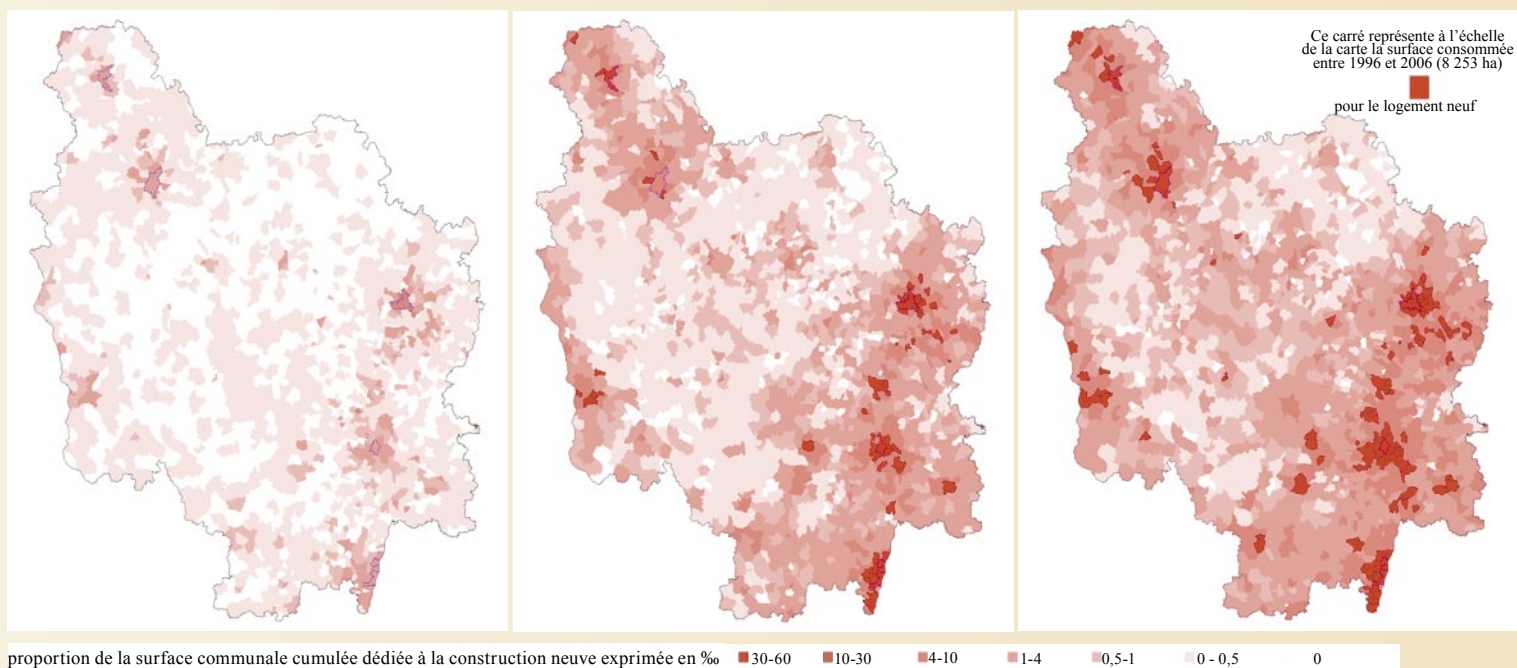 Ce carré représente à l’échelle
de la carte la surface consommée
entre 1996 et 2006 (8 253 ha)
pour le logement neuf
proportion de la surface communale cumulée dédiée à la construction neuve exprimée en ‰ 30-60 10-30 4-10 1-4 0,5-1 0 - 0,5 0